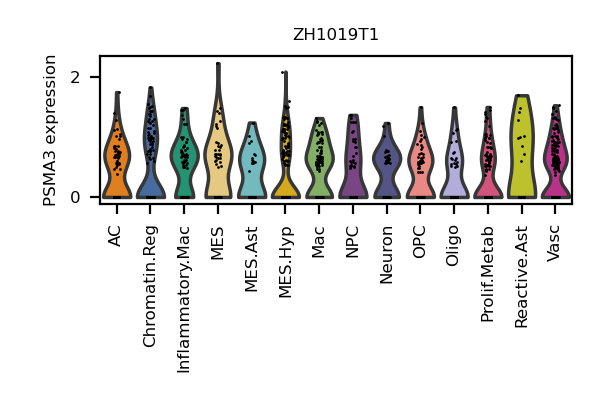 ZH1019T1
PSMA3 expression
2
0
AC
Chromatin.Reg
Inflammatory.Mac
MES
MES.Ast
MES.Hyp
Mac
NPC
Neuron
OPC
Oligo
Prolif.Metab
Reactive.Ast
Vasc